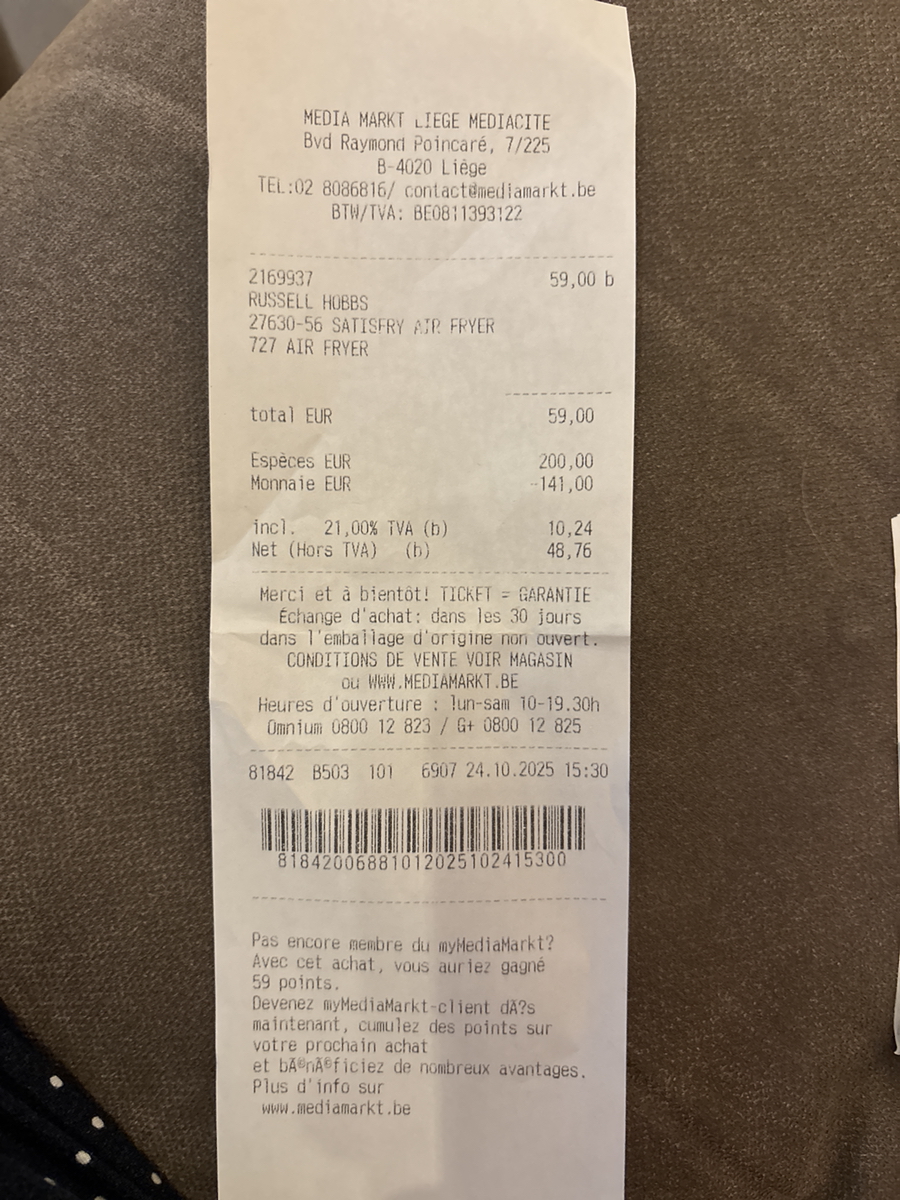 MEDIA MARKT LIEGE MEDIACITE
Bvd Raymond Poincaré, 7/225
B-4020 Liège
TEL:02 8086816/ contact@mediamarkt.be
BTW/TVA: BE0811393122
2169937 59,00 b
RUSSELL HOBBS
27630-56 SATISFRY AIR FRYER
727 AIR FRYER
total EUR 59,00
Espèces EUR 200,00
Monnaie EUR -141,00
incl. 21,00% TVA (b) 10,24
Net (Hors TVA) (b) 48,76
Merci et à bientôt! TICKET = GARANTIE
Échange d'achat: dans les 30 jours
dans l'emballage d'origine non ouvert.
CONDITIONS DE VENTE VOIR MAGASIN
ou WWW.MEDIAMARKT.BE
Heures d'ouverture : lun-sam 10-19.30h
Omnium 0800 12 823 / G+ 0800 12 825
81842 B503 101 6907 24.10.2025 15:30
8184200688101202510241530​0
Pas encore membre du myMediaMarkt?
Avec cet achat, vous auriez gagné
59 points.
Devenez myMediaMarkt-client dÃ?s
maintenant, cumulez des points sur
votre prochain achat
et bÃ©nÃ©ficiez de nombreux avantages.
Plus d'info sur
www.mediamarkt.be